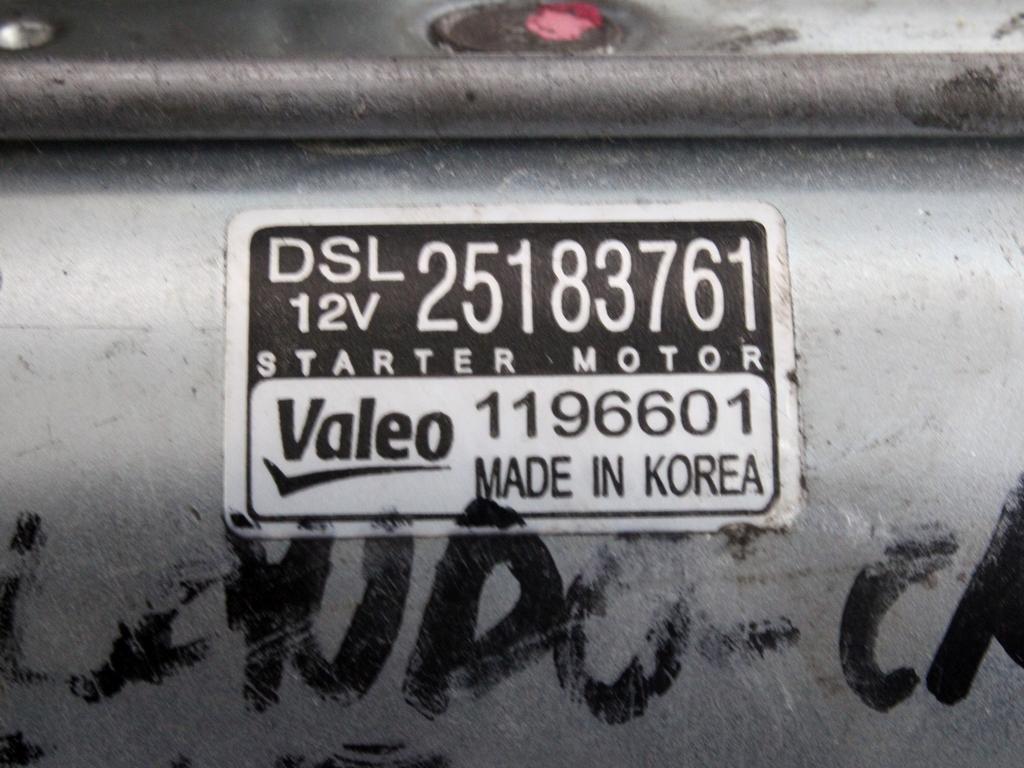 DSL 25183761
12V
STARTER MOTOR
Valeo 1196601
MADE IN KOREA